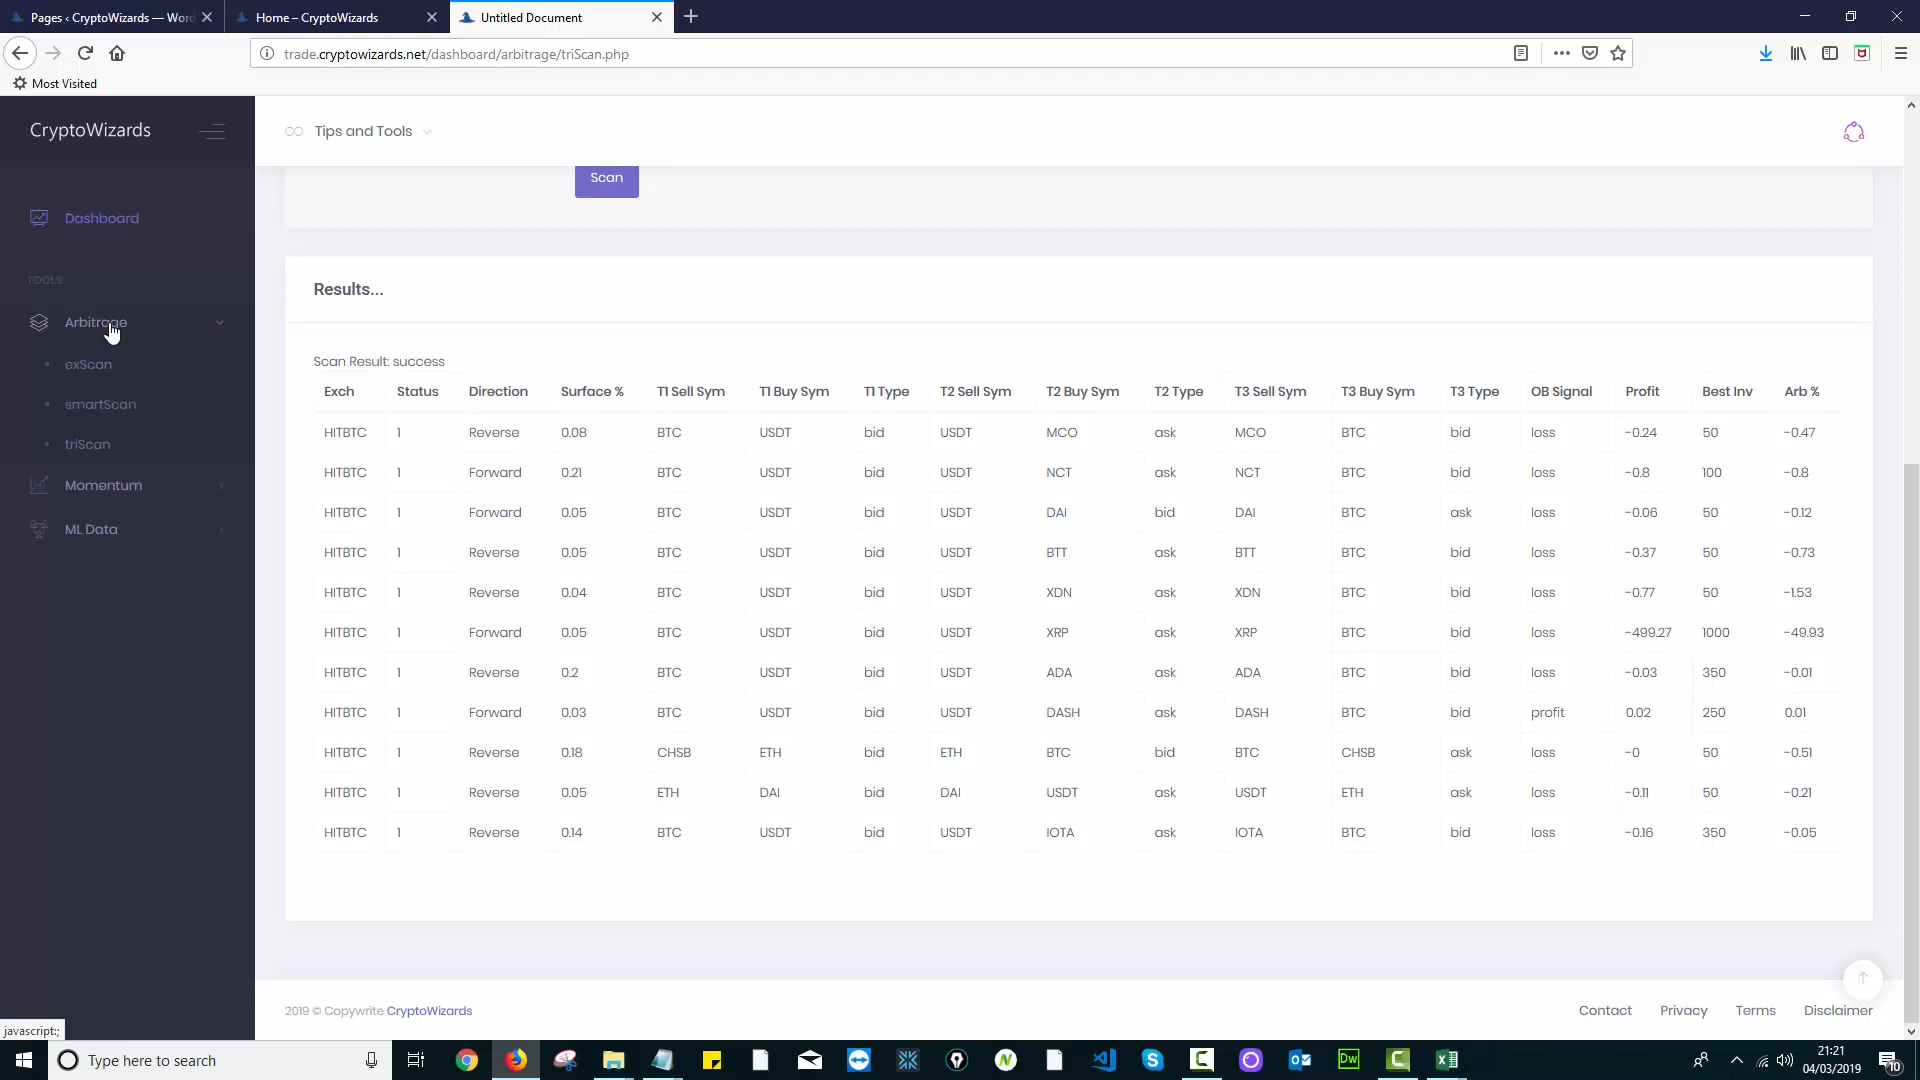 Pages ‹ CryptoWizards — Word
Home – CryptoWizards
Untitled Document
trade.cryptowizards.net/dashboard/arbitrage/triScan.php
Most Visited
CryptoWizards
Tips and Tools
Dashboard
TOOLS
Arbitrage
exScan
smartScan
triScan
Momentum
ML Data
Scan
Results...
Scan Result: success
Exch Status Direction Surface % T1 Sell Sym T1 Buy Sym T1 Type T2 Sell Sym T2 Buy Sym T2 Type T3 Sell Sym T3 Buy Sym T3 Type OB Signal Profit Best Inv Arb %
HITBTC 1 Reverse 0.08 BTC USDT bid USDT MCO ask MCO BTC bid loss -0.24 50 -0.47
HITBTC 1 Forward 0.21 BTC USDT bid USDT NCT ask NCT BTC bid loss -0.8 100 -0.8
HITBTC 1 Forward 0.05 BTC USDT bid USDT DAI bid DAI BTC ask loss -0.06 50 -0.12
HITBTC 1 Reverse 0.05 BTC USDT bid USDT BTT ask BTT BTC bid loss -0.37 50 -0.73
HITBTC 1 Reverse 0.04 BTC USDT bid USDT XDN ask XDN BTC bid loss -0.77 50 -1.53
HITBTC 1 Forward 0.05 BTC USDT bid USDT XRP ask XRP BTC bid loss -499.27 1000 -49.93
HITBTC 1 Reverse 0.2 BTC USDT bid USDT ADA ask ADA BTC bid loss -0.03 350 -0.01
HITBTC 1 Forward 0.03 BTC USDT bid USDT DASH ask DASH BTC bid profit 0.02 250 0.01
HITBTC 1 Reverse 0.18 CHSB ETH bid ETH BTC bid BTC CHSB ask loss -0 50 -0.51
HITBTC 1 Reverse 0.05 ETH DAI bid DAI USDT ask USDT ETH ask loss -0.11 50 -0.21
HITBTC 1 Reverse 0.14 BTC USDT bid USDT IOTA ask IOTA BTC bid loss -0.16 350 -0.05
2019 © Copywrite CryptoWizards
Contact Privacy Terms Disclaimer
javascript:;
Type here to search
21:21
04/03/2019
10